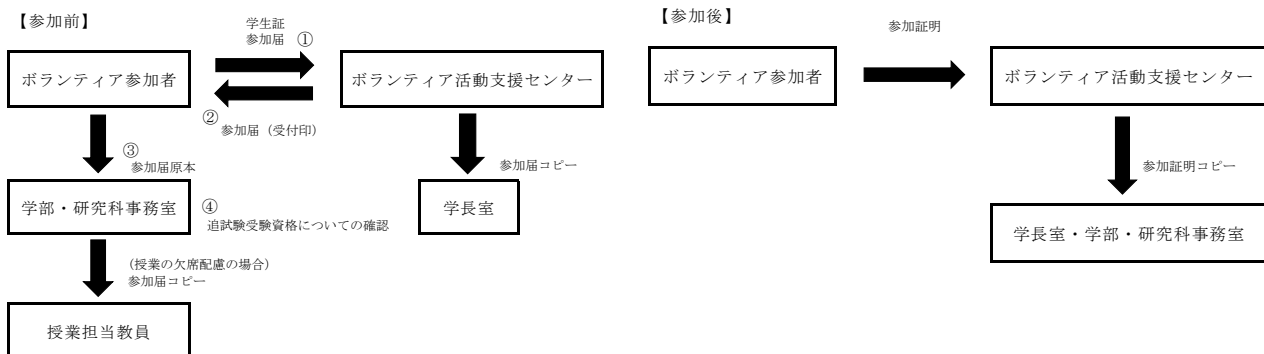 【参加前】
学生証
参加届 ①
ボランティア参加者
ボランティア活動支援センター
②
参加届（受付印）
③
参加届原本
参加届コピー
学部・研究科事務室
④
追試験受験資格についての確認
学長室
(授業の欠席配慮の場合)
参加届コピー
授業担当教員
【参加後】
参加証明
ボランティア参加者
ボランティア活動支援センター
参加証明コピー
学長室・学部・研究科事務室